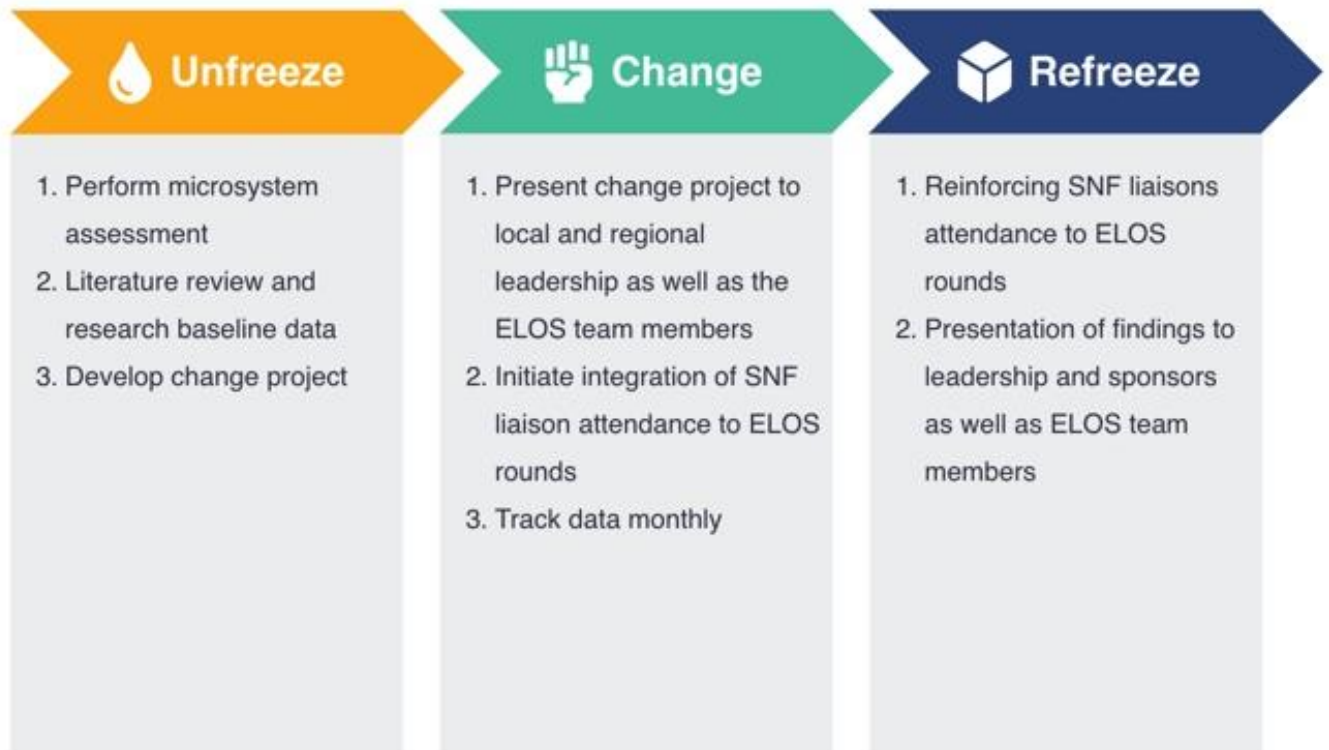 Unfreeze
1. Perform microsystem
assessment
2. Literature review and
research baseline data
3. Develop change project
Change
1. Present change project to
local and regional
leadership as well as the
ELOS team members
2. Initiate integration of SNF
liaison attendance to ELOS
rounds
3. Track data monthly
Refreeze
1. Reinforcing SNF liaisons
attendance to ELOS
rounds
2. Presentation of findings to
leadership and sponsors
as well as ELOS team
members